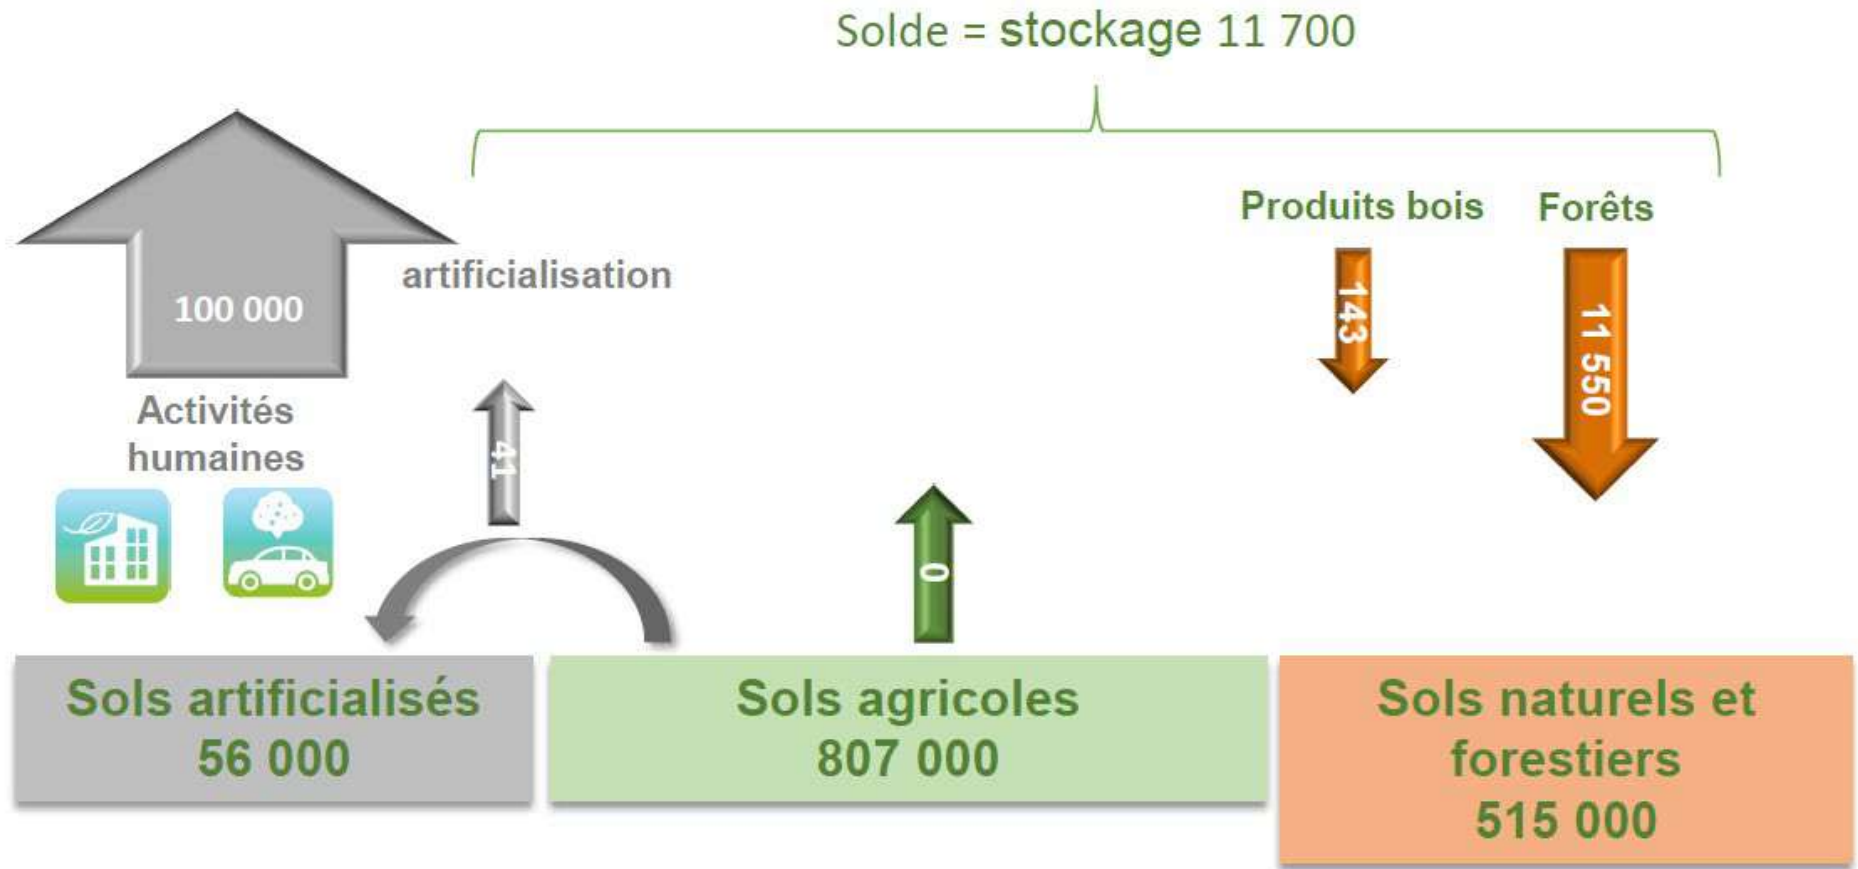 Solde = stockage 11 700
Produits bois
Forêts
artificialisation
100 000
143
11 550
Activités
humaines
41
0
Sols artificialisés
56 000
Sols agricoles
807 000
Sols naturels et
forestiers
515 000